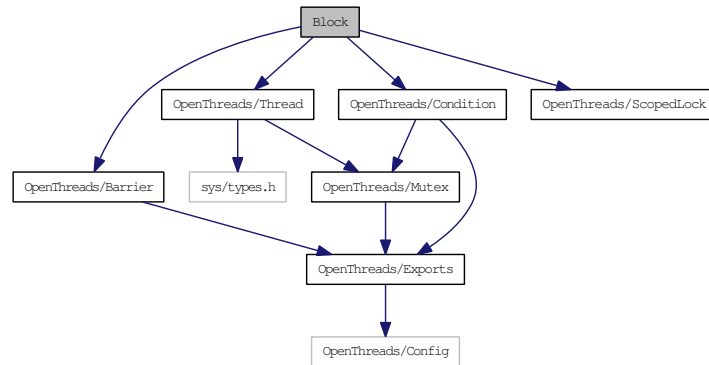 Block
OpenThreads/Thread
OpenThreads/Condition
OpenThreads/ScopedLock
OpenThreads/Barrier
sys/types.h
OpenThreads/Mutex
OpenThreads/Exports
OpenThreads/Config